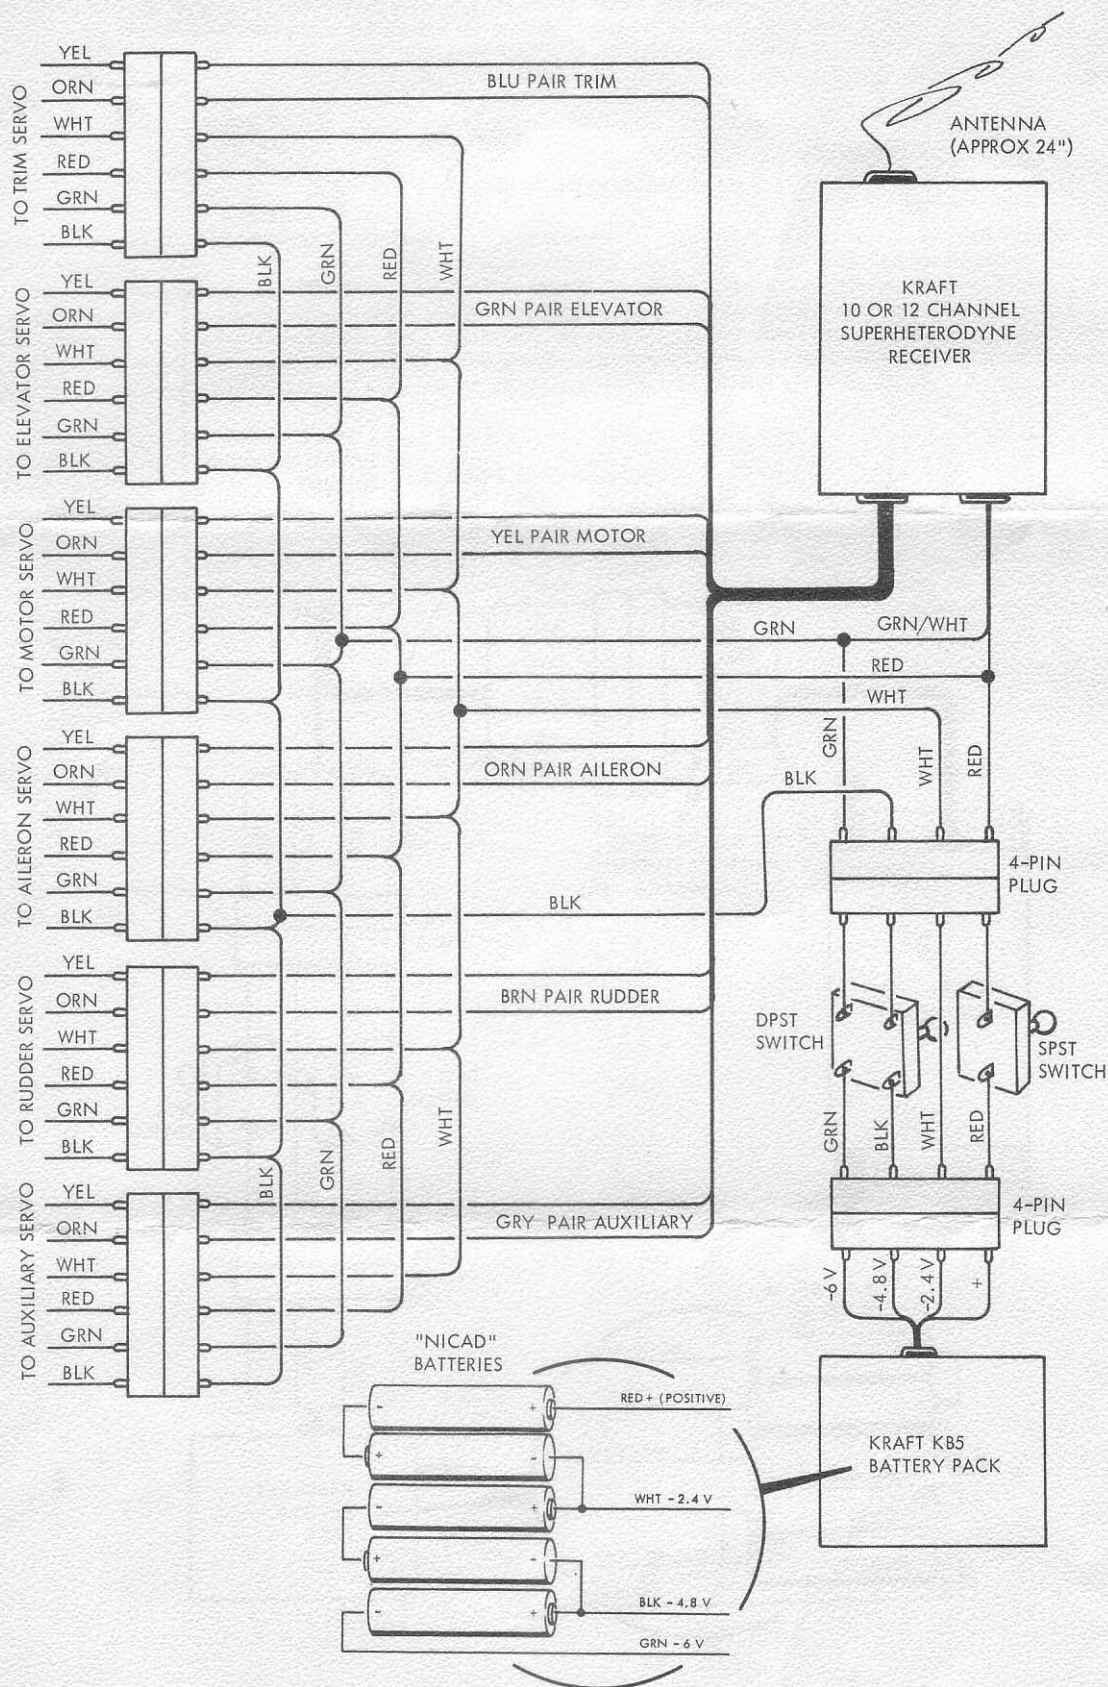 TO TRIM SERVO
YEL
ORN
WHT
RED
GRN
BLK
BLU PAIR TRIM
BLK
GRN
RED
WHT
ANTENNA
(APPROX 24")
TO ELEVATOR SERVO
YEL
ORN
WHT
RED
GRN
BLK
GRN PAIR ELEVATOR
KRAFT
10 OR 12 CHANNEL
SUPERHETERODYNE
RECEIVER
TO MOTOR SERVO
YEL
ORN
WHT
RED
GRN
BLK
YEL PAIR MOTOR
GRN
GRN/WHT
RED
WHT
TO AILERON SERVO
YEL
ORN
WHT
RED
GRN
BLK
ORN PAIR AILERON
BLK
GRN
WHT
RED
BLK
4-PIN
PLUG
TO RUDDER SERVO
YEL
ORN
WHT
RED
GRN
BLK
BRN PAIR RUDDER
DPST
SWITCH
SPST
SWITCH
BLK
GRN
RED
WHT
GRN
BLK
WHT
RED
TO AUXILIARY SERVO
YEL
ORN
WHT
RED
GRN
BLK
GRY PAIR AUXILIARY
4-PIN
PLUG
-6V
-4.8 V
-2.4 V
+
"NICAD"
BATTERIES
- +
RED + (POSITIVE)
+ -
- +
WHT - 2.4 V
+ -
- +
BLK - 4.8 V
GRN - 6 V
KRAFT KB5
BATTERY PACK